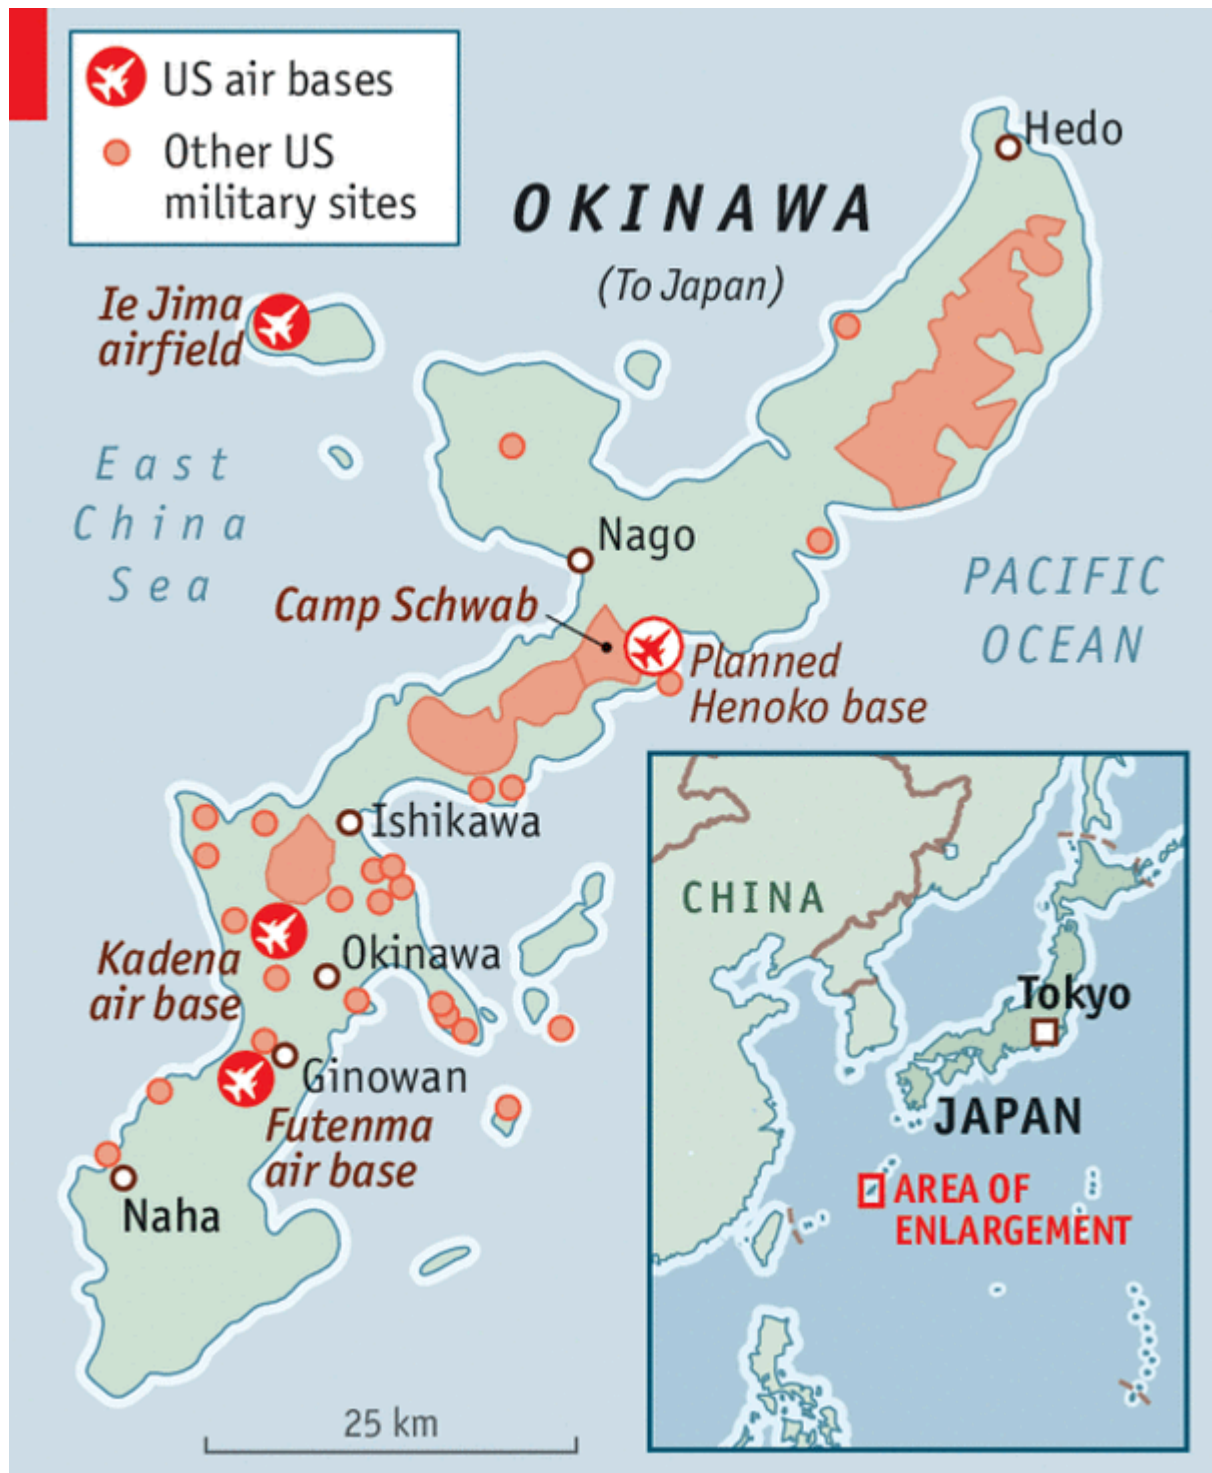 US air bases
Other US
military sites
OKINAWA
(To Japan)
Hedo
Ie Jima
airfield
East
China
Sea
Nago
Camp Schwab
PACIFIC
OCEAN
Planned
Henoko base
Ishikawa
Kadena
air base
Okinawa
Ginowan
Futenma
air base
Naha
25 km
CHINA
Tokyo
JAPAN
AREA OF
ENLARGEMENT